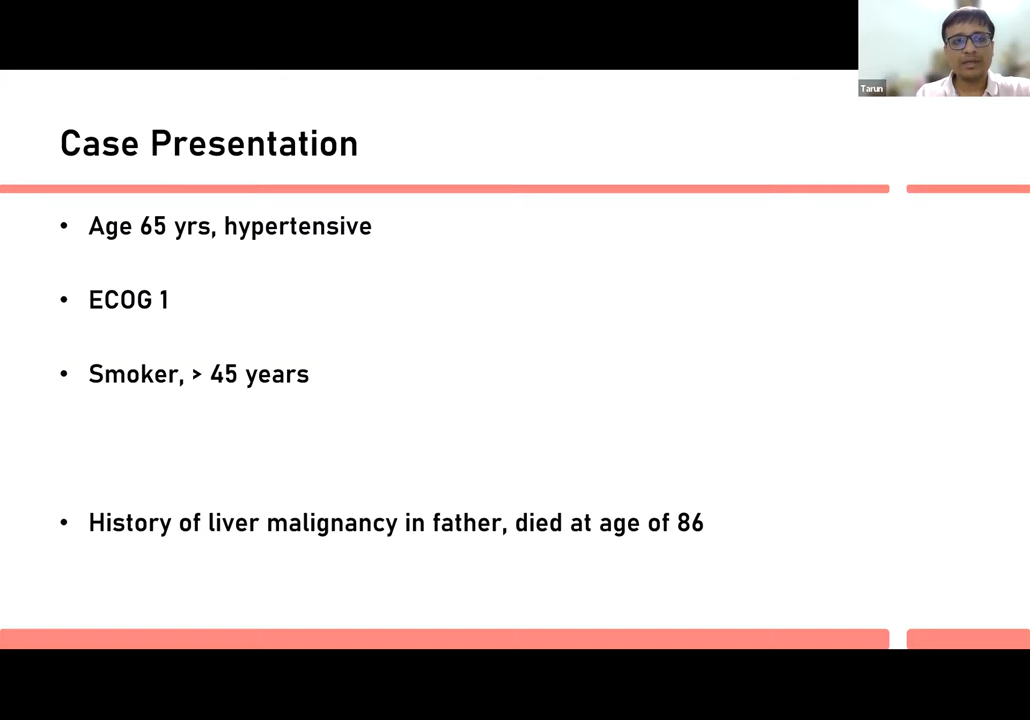 Tarun
Case Presentation
• Age 65 yrs, hypertensive
• ECOG 1
• Smoker, > 45 years
• History of liver malignancy in father, died at age of 86